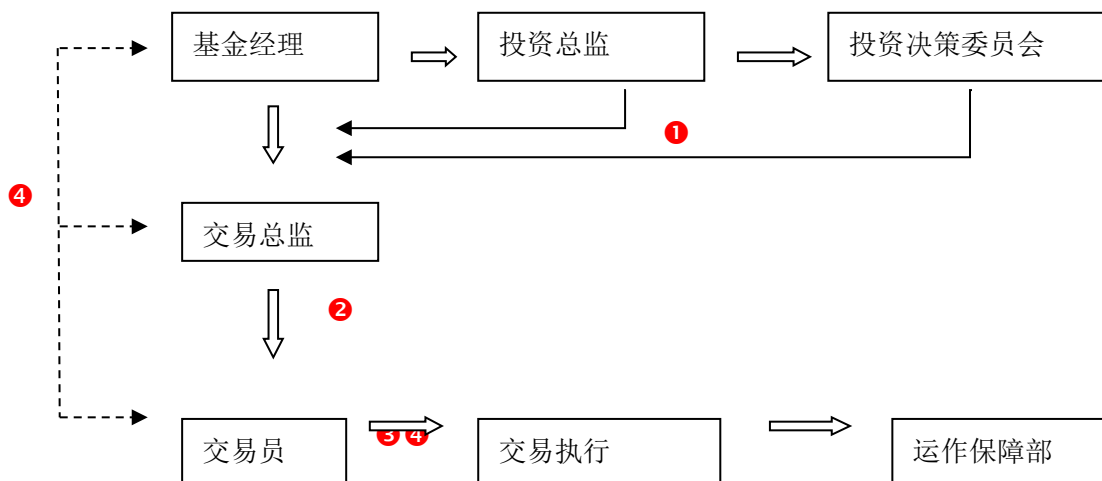 基金经理
投资总监
投资决策委员会
❶
❹
交易总监
❷
交易员
❸❹
交易执行
运作保障部